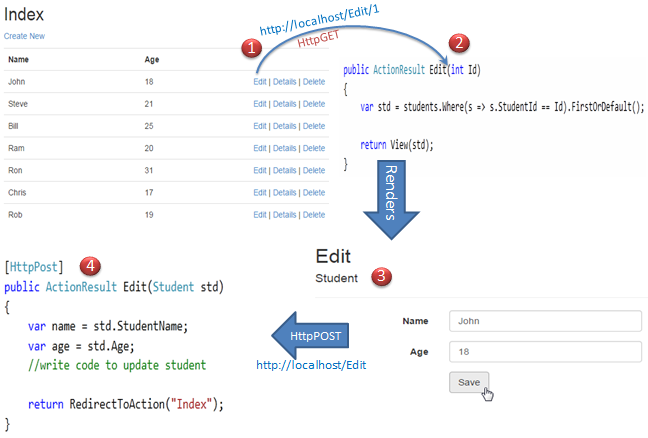 Index
Create New
Name Age
John 18 Edit | Details | Delete
Steve 21 Edit | Details | Delete
Bill 25 Edit | Details | Delete
Ram 20 Edit | Details | Delete
Ron 31 Edit | Details | Delete
Chris 17 Edit | Details | Delete
Rob 19 Edit | Details | Delete
1
http://localhost/Edit/1
HttpGET
2
public ActionResult Edit(int Id)
{
var std = students.Where(s => s.StudentId == Id).FirstOrDefault();
return View(std);
}
Renders
Edit
Student
3
Name John
Age 18
Save
HttpPOST
http://localhost/Edit
4
[HttpPost]
public ActionResult Edit(Student std)
{
var name = std.StudentName;
var age = std.Age;
//write code to update student
return RedirectToAction("Index");
}